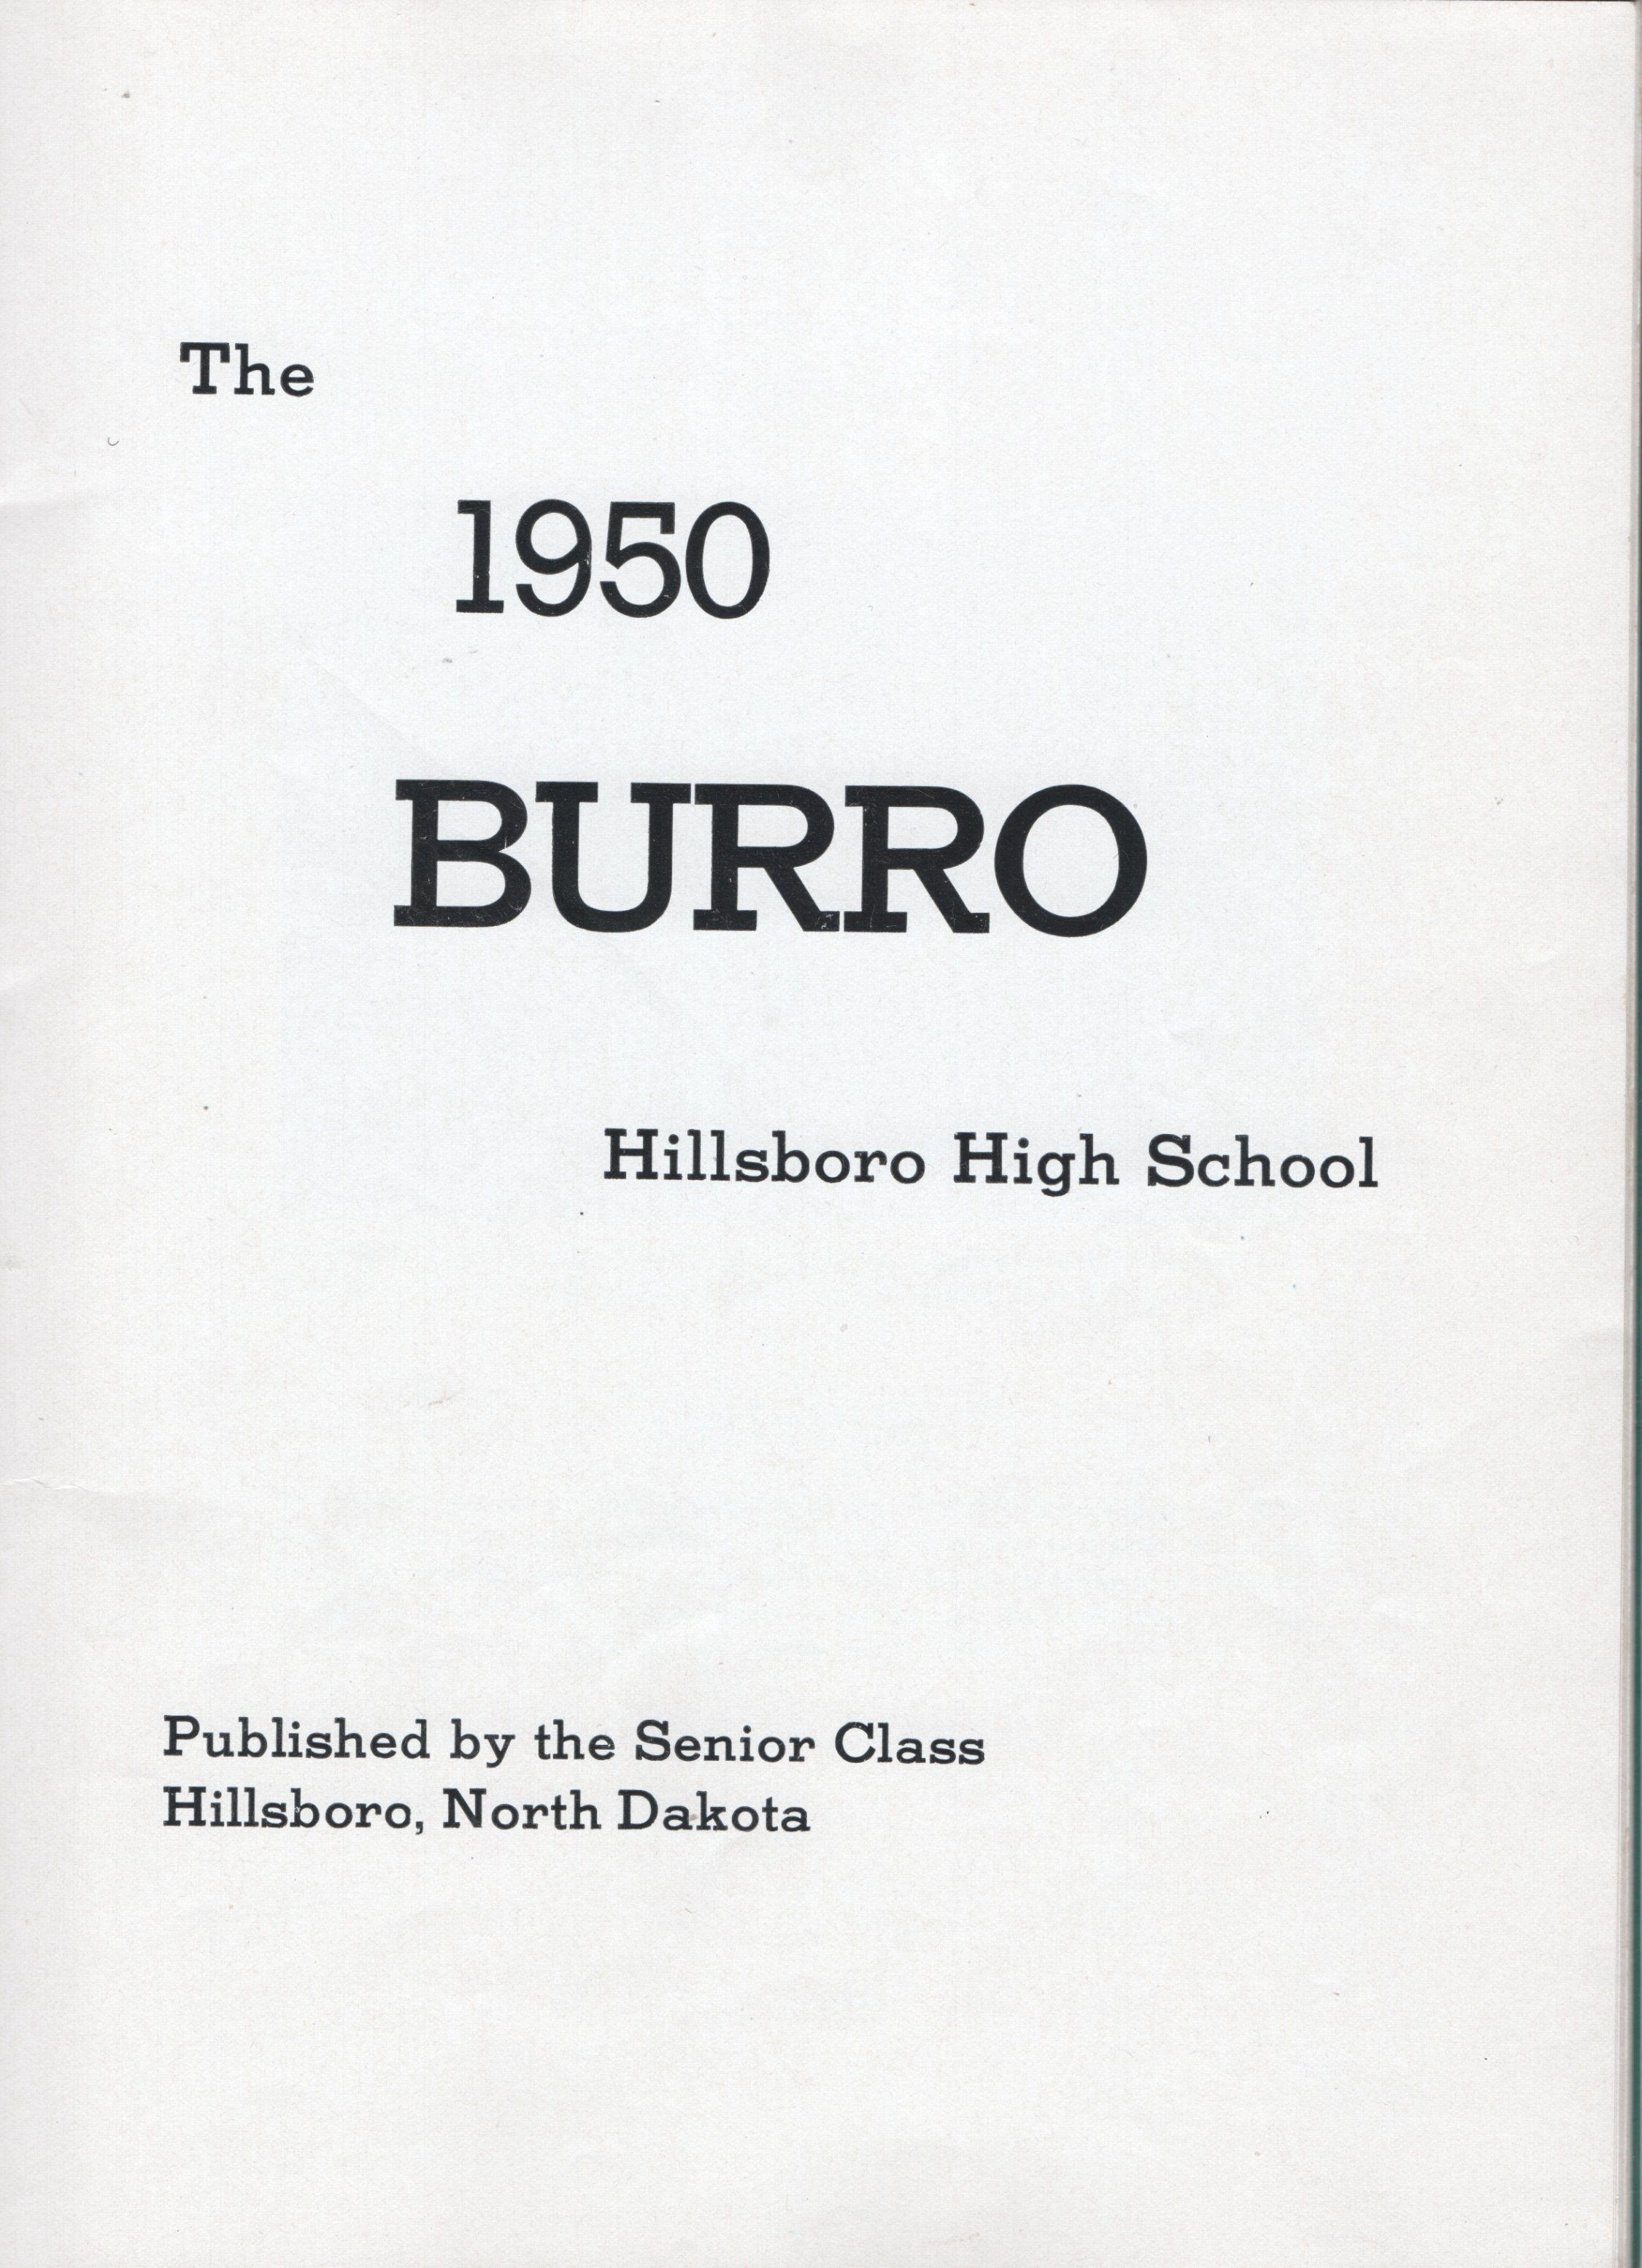 The
1950
BURRO
Hillsboro High School
Published by the Senior Class
Hillsboro, North Dakota